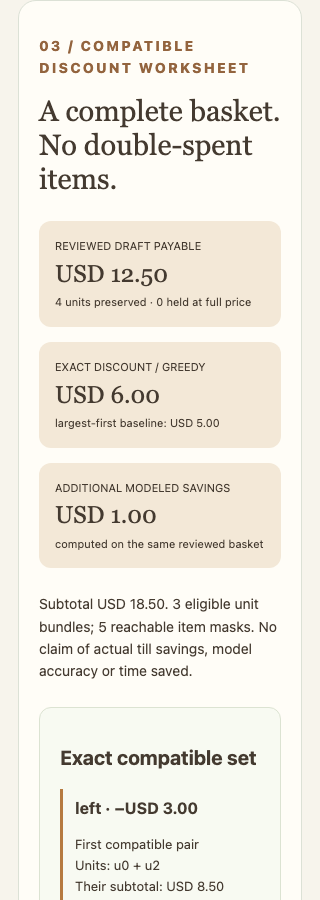 03 / COMPATIBLE
DISCOUNT WORKSHEET
A complete basket.
No double-spent
items.
REVIEWED DRAFT PAYABLE
USD 12.50
4 units preserved · 0 held at full price
EXACT DISCOUNT / GREEDY
USD 6.00
largest-first baseline: USD 5.00
ADDITIONAL MODELED SAVINGS
USD 1.00
computed on the same reviewed basket
Subtotal USD 18.50. 3 eligible unit
bundles; 5 reachable item masks. No
claim of actual till savings, model
accuracy or time saved.
Exact compatible set
left · −USD 3.00
First compatible pair
Units: u0 + u2
Their subtotal: USD 8.50